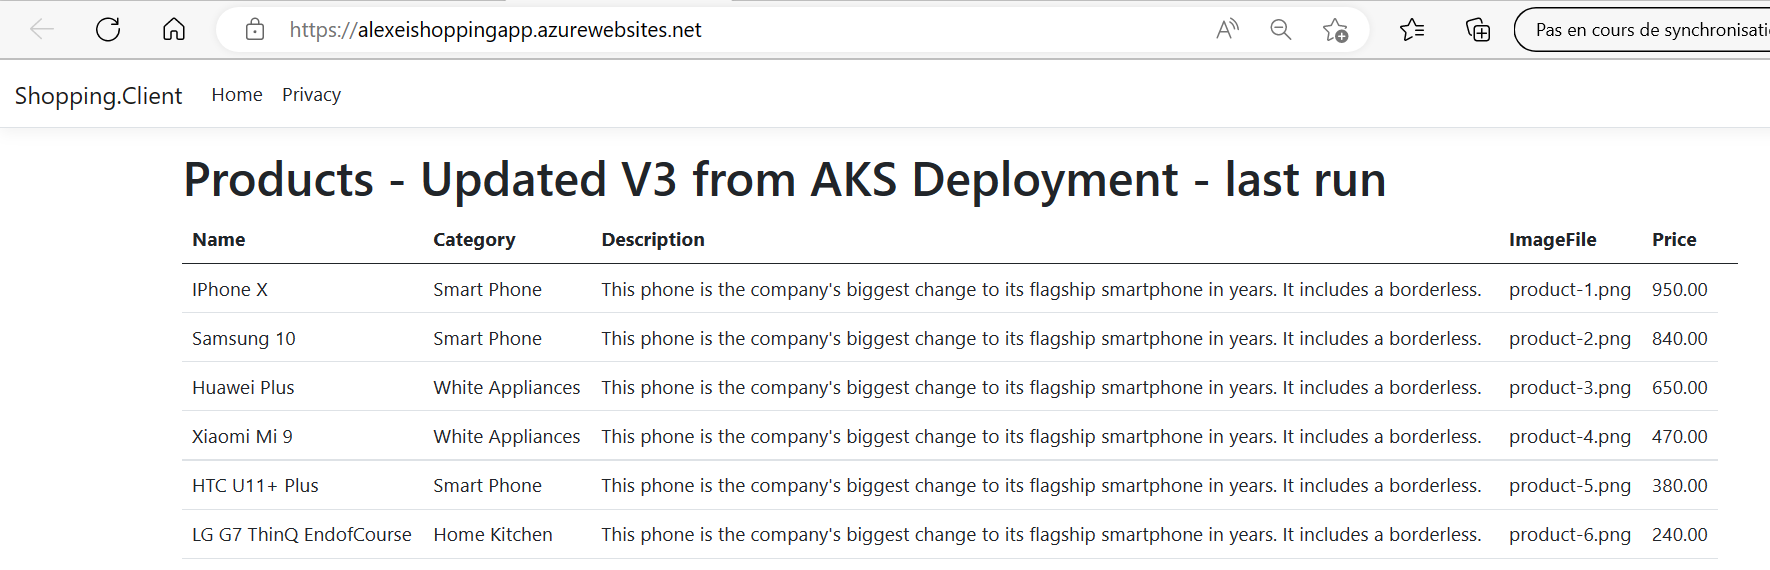 https://alexeishoppingapp.azurewebsites.net
Pas en cours de synchronisati
Shopping.Client Home Privacy
Products - Updated V3 from AKS Deployment - last run
Name Category Description ImageFile Price
IPhone X Smart Phone This phone is the company's biggest change to its flagship smartphone in years. It includes a borderless. product-1.png 950.00
Samsung 10 Smart Phone This phone is the company's biggest change to its flagship smartphone in years. It includes a borderless. product-2.png 840.00
Huawei Plus White Appliances This phone is the company's biggest change to its flagship smartphone in years. It includes a borderless. product-3.png 650.00
Xiaomi Mi 9 White Appliances This phone is the company's biggest change to its flagship smartphone in years. It includes a borderless. product-4.png 470.00
HTC U11+ Plus Smart Phone This phone is the company's biggest change to its flagship smartphone in years. It includes a borderless. product-5.png 380.00
LG G7 ThinQ EndofCourse Home Kitchen This phone is the company's biggest change to its flagship smartphone in years. It includes a borderless. product-6.png 240.00